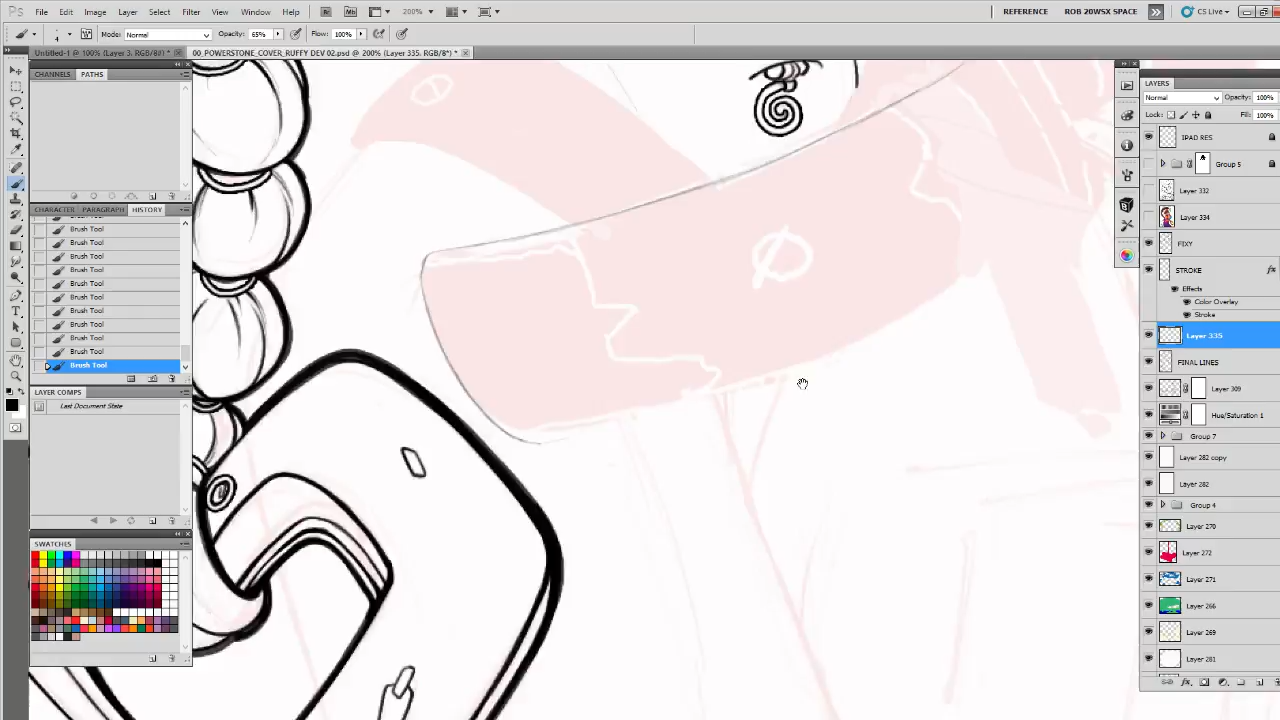 Ps File Edit Image Layer Select Filter View Window Help Br Mb 200% REFERENCE ROB 20WSX SPACE CS Live
4 Mode: Normal Opacity: 65% Flow: 100%
Untitled-1 @ 100% (Layer 3, RGB/8#) * 00_POWERSTONE_COVER_RUFFY DEV 02.psd @ 200% (Layer 335, RGB/8*) *
CHANNELS PATHS
CHARACTER PARAGRAPH HISTORY
Brush Tool
Brush Tool
Brush Tool
Brush Tool
Brush Tool
Brush Tool
Brush Tool
Brush Tool
Brush Tool
Brush Tool
Brush Tool
LAYER COMPS
Last Document State
SWATCHES
LAYERS
Normal Opacity: 100%
Lock: Fill: 100%
IPAD RES
Group 5
Layer 332
Layer 334
FIXY
STROKE fx
Effects
Color Overlay
Stroke
Layer 335
FINAL LINES
Layer 309
Hue/Saturation 1
Group 7
Layer 282 copy
Layer 282
Group 4
Layer 270
Layer 272
Layer 271
Layer 266
Layer 269
Layer 281